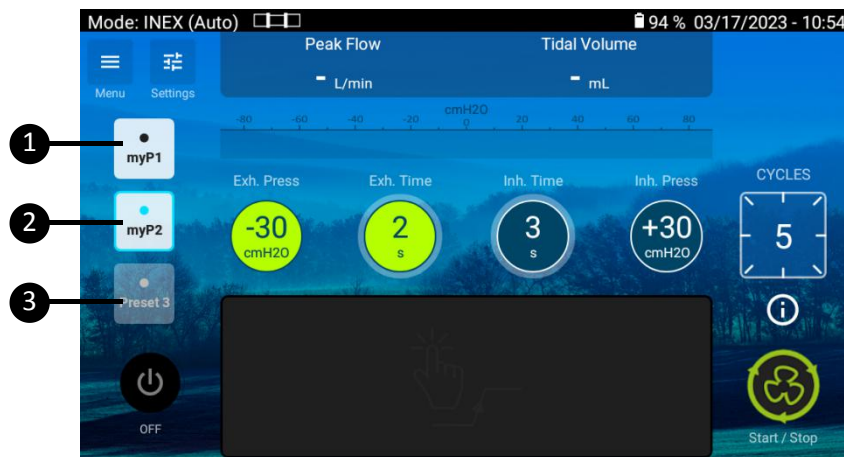 Mode: INEX (Auto) 94 % 03/17/2023 - 10:54
Menu
Settings
Peak Flow
- L/min
Tidal Volume
- mL
cmH2O
-80 -60 -40 -20 0 20 40 60 80
1
myP1
2
myP2
3
Preset 3
OFF
Exh. Press
-30
cmH2O
Exh. Time
2
s
Inh. Time
3
s
Inh. Press
+30
cmH2O
CYCLES
5
i
Start / Stop